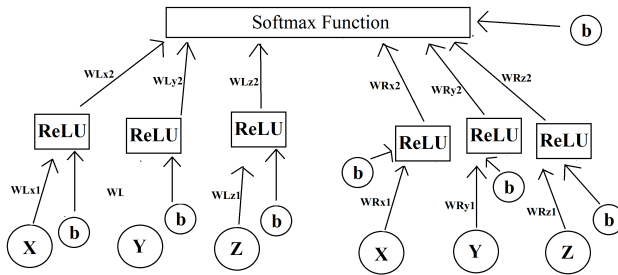 Softmax Function
b
WLx2
WLy2
WLz2
WRx2
WRy2
WRz2
ReLU
ReLU
ReLU
ReLU
ReLU
ReLU
b
b
WLx1
WL
WLz1
WRx1
WRy1
WRz1
b
b
b
b
X
Y
Z
X
Y
Z